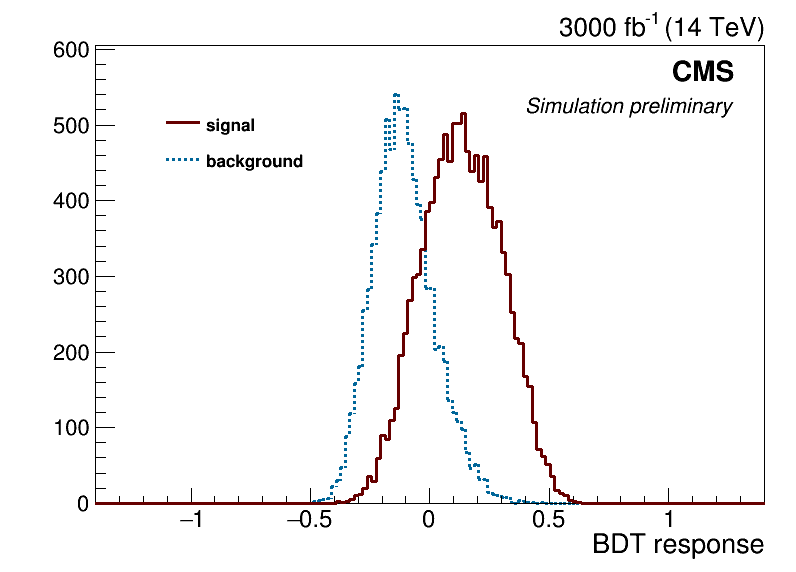 3000 fb-1 (14 TeV)
CMS
Simulation preliminary
signal
background
600
500
400
300
200
100
0
−1 −0.5 0 0.5 1
BDT response